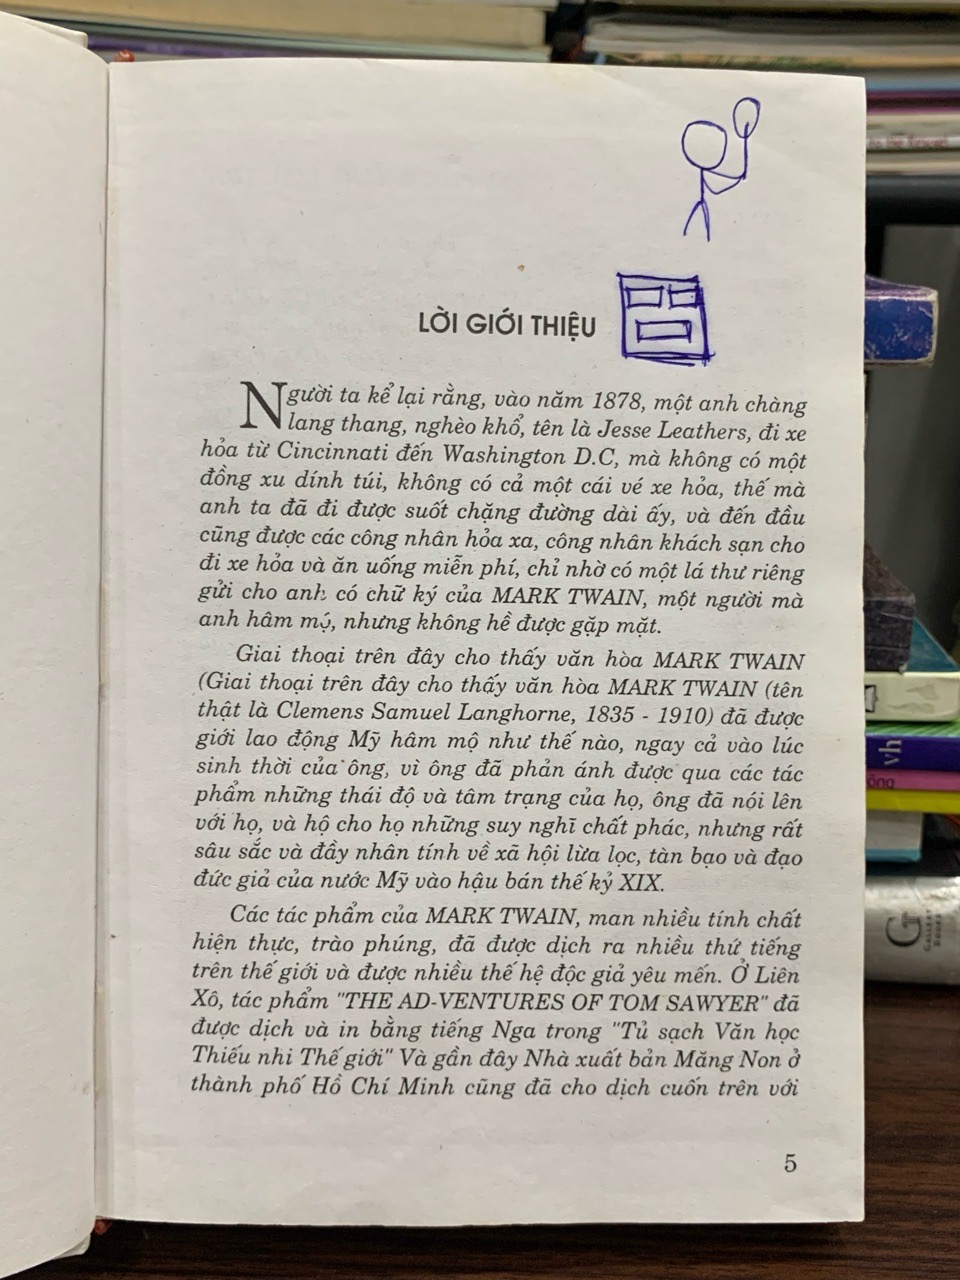 LỜI GIỚI THIỆU
Người ta kể lại rằng, vào năm 1878, một anh chàng
lang thang, nghèo khổ, tên là Jesse Leathers, đi xe
hỏa từ Cincinnati đến Washington D.C, mà không có một
đồng xu dính túi, không có cả một cái vé xe hỏa, thế mà
anh ta đã đi được suốt chặng đường dài ấy, và đến đầu
cũng được các công nhân hỏa xa, công nhân khách sạn cho
đi xe hỏa và ăn uống miễn phí, chỉ nhờ có một lá thư riêng
gửi cho anh có chữ ký của MARK TWAIN, một người mà
anh hâm mộ, nhưng không hề được gặp mặt.
Giai thoại trên đây cho thấy văn hòa MARK TWAIN
(Giai thoại trên đây cho thấy văn hòa MARK TWAIN (tên
thật là Clemens Samuel Langhorne, 1835 - 1910) đã được
giới lao động Mỹ hâm mộ như thế nào, ngay cả vào lúc
sinh thời của ông, vì ông đã phản ánh được qua các tác
phẩm những thái độ và tâm trạng của họ, ông đã nói lên
với họ, và hộ cho họ những suy nghĩ chất phác, nhưng rất
sâu sắc và đầy nhân tính về xã hội lừa lọc, tàn bạo và đạo
đức giả của nước Mỹ vào hậu bán thế kỷ XIX.
Các tác phẩm của MARK TWAIN, man nhiều tính chất
hiện thực, trào phúng, đã được dịch ra nhiều thứ tiếng
trên thế giới và được nhiều thế hệ độc giả yêu mến. Ở Liên
Xô, tác phẩm "THE AD-VENTURES OF TOM SAWYER" đã
được dịch và in bằng tiếng Nga trong "Tủ sạch Văn học
Thiếu nhi Thế giới" Và gần đây Nhà xuất bản Măng Non ở
thành phố Hồ Chí Minh cũng đã cho dịch cuốn trên với
5
vh
G
GALLERY
BOOKS